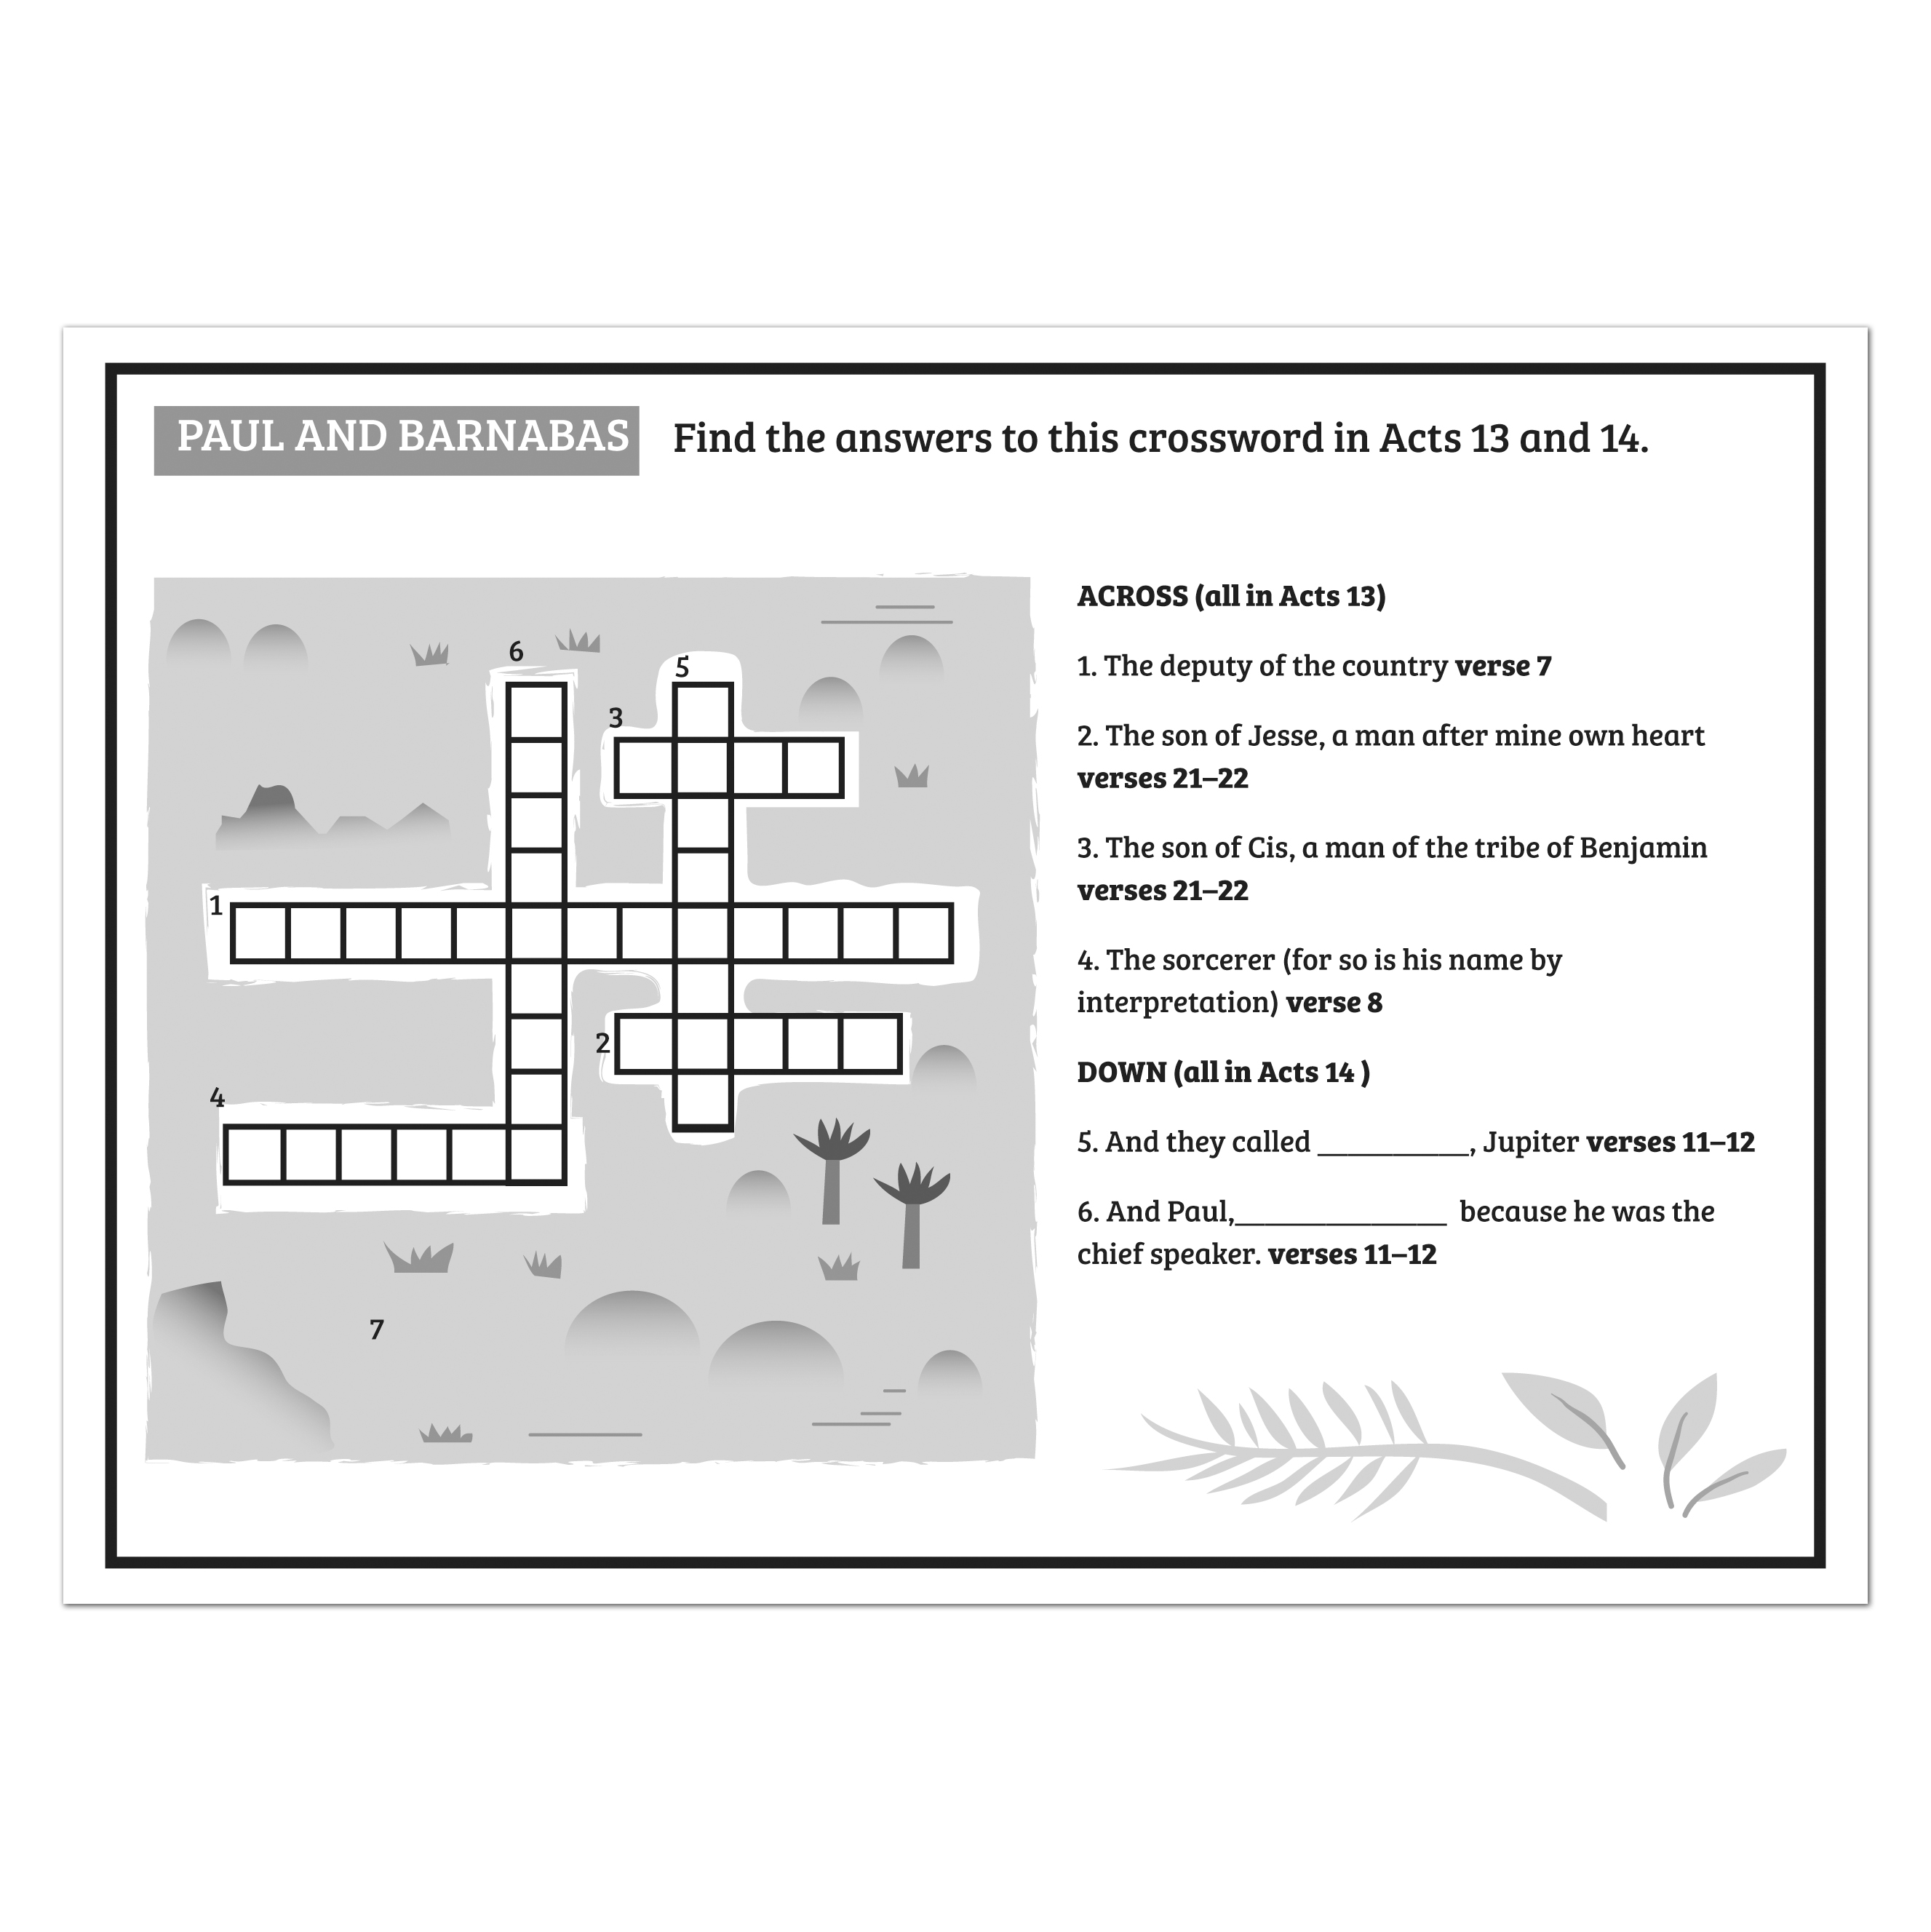 PAUL AND BARNABAS
Find the answers to this crossword in Acts 13 and 14.
6
5
3
1
2
4
7
ACROSS (all in Acts 13)
1. The deputy of the country verse 7
2. The son of Jesse, a man after mine own heart
verses 21–22
3. The son of Cis, a man of the tribe of Benjamin
verses 21–22
4. The sorcerer (for so is his name by
interpretation) verse 8
DOWN (all in Acts 14 )
5. And they called __________, Jupiter verses 11–12
6. And Paul,______________ because he was the
chief speaker. verses 11–12